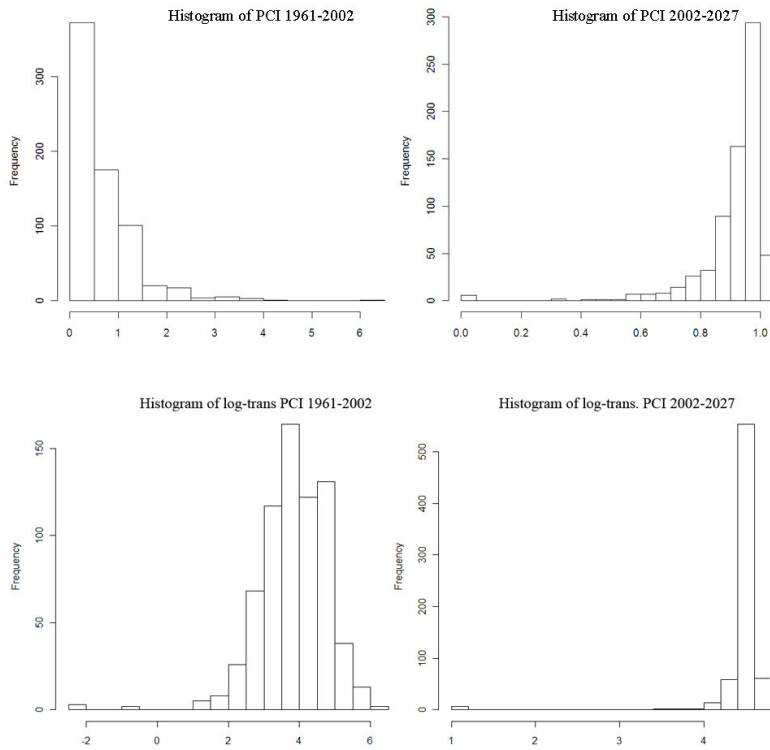 Histogram of PCI 1961-2002
Frequency
0 100 200 300
0 1 2 3 4 5 6
Histogram of PCI 2002-2027
Frequency
0 50 100 150 200 250 300
0.0 0.2 0.4 0.6 0.8 1.0
Histogram of log-trans PCI 1961-2002
Frequency
0 50 100 150
-2 0 2 4 6
Histogram of log-trans. PCI 2002-2027
Frequency
0 100 200 300 400 500
1 2 3 4